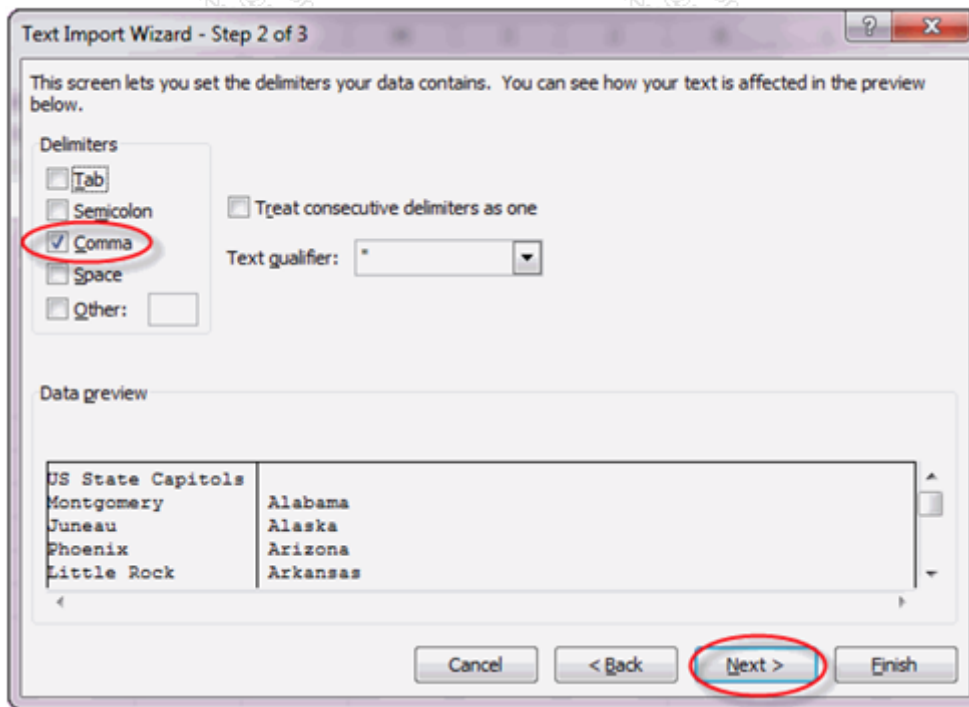 Text Import Wizard - Step 2 of 3
This screen lets you set the delimiters your data contains. You can see how your text is affected in the preview
below.
Delimiters
Tab
Semicolon
Comma
Space
Other:
Treat consecutive delimiters as one
Text qualifier: "
Data preview
US State Capitols
Montgomery Alabama
Juneau Alaska
Phoenix Arizona
Little Rock Arkansas
Cancel < Back Next > Finish